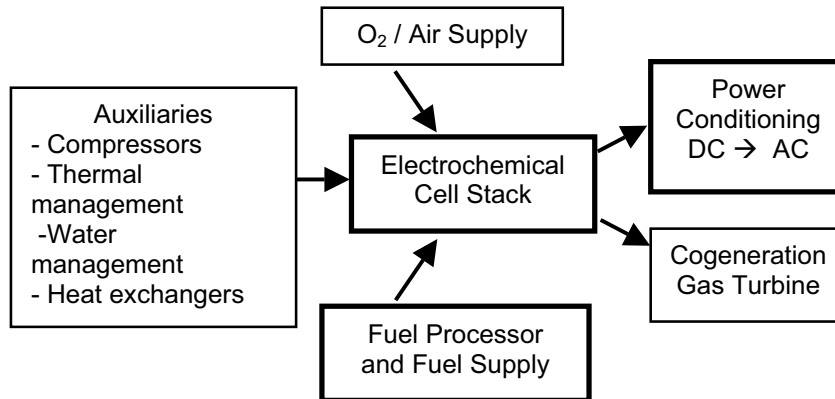 O₂ / Air Supply
Auxiliaries
- Compressors
- Thermal
management
-Water
management
- Heat exchangers
Electrochemical
Cell Stack
Power
Conditioning
DC → AC
Cogeneration
Gas Turbine
Fuel Processor
and Fuel Supply